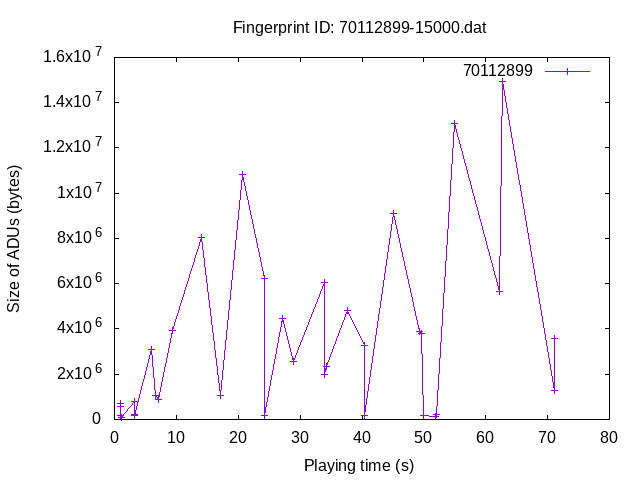 Fingerprint ID: 70112899-15000.dat
1.6x10^7
70112899
1.4x10^7
1.2x10^7
1x10^7
8x10^6
6x10^6
4x10^6
2x10^6
0
Size of ADUs (bytes)
0 10 20 30 40 50 60 70 80
Playing time (s)